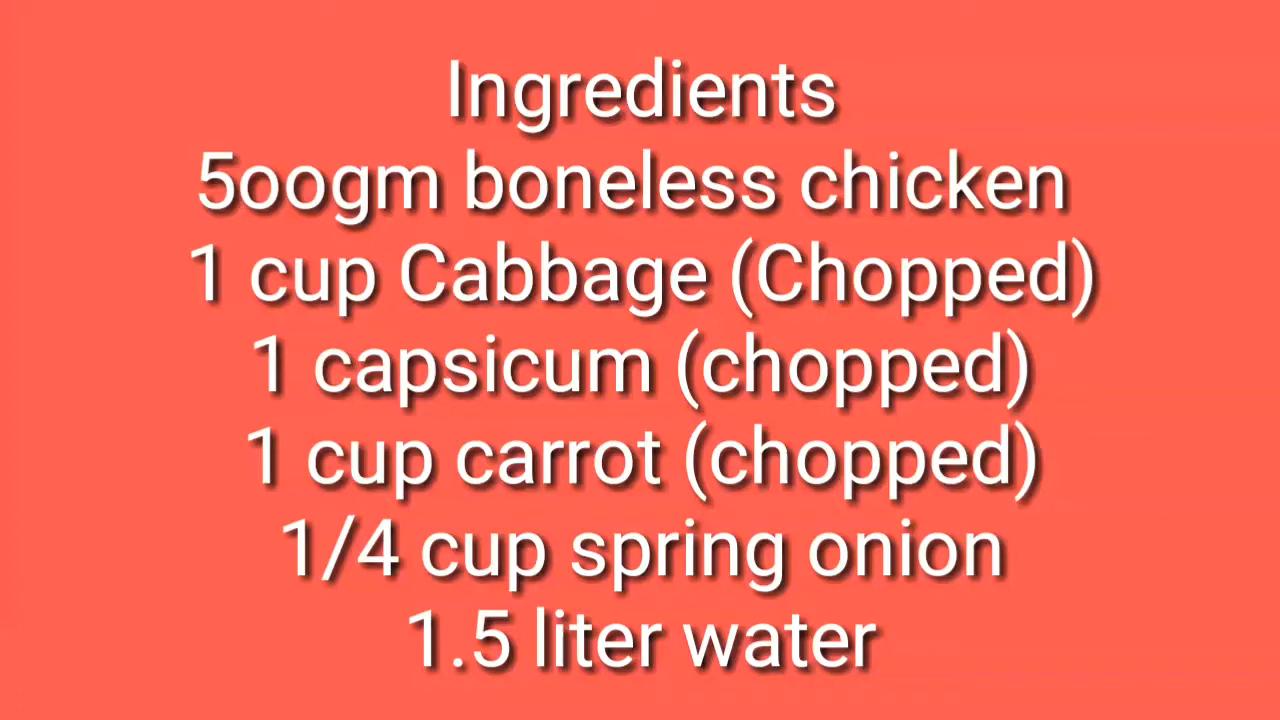 Ingredients
5oogm boneless chicken
1 cup Cabbage (Chopped)
1 capsicum (chopped)
1 cup carrot (chopped)
1/4 cup spring onion
1.5 liter water